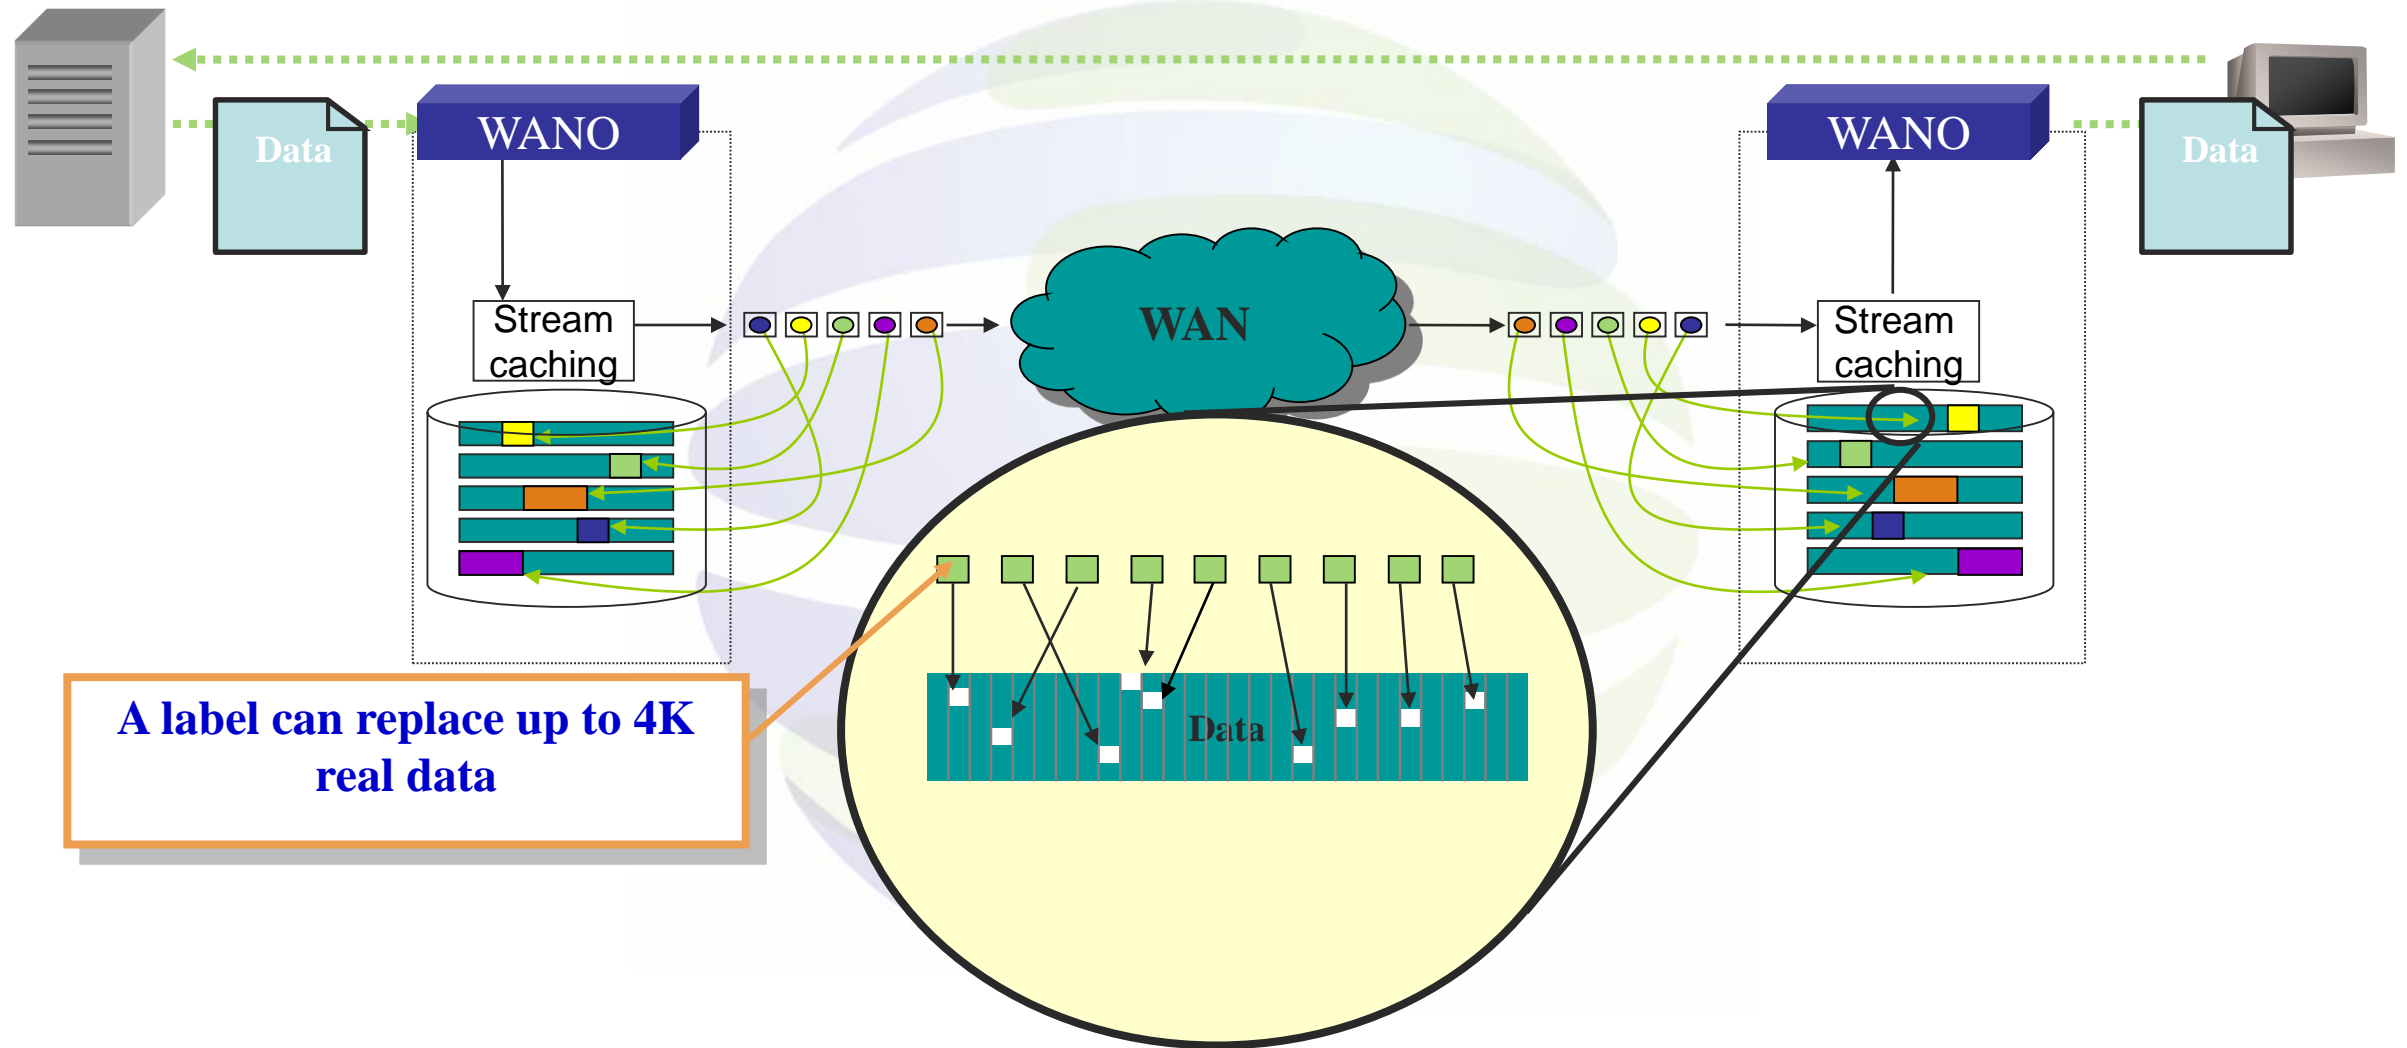 WANO
WANO
Data
Data
Stream
caching
WAN
Stream
caching
Data
A label can replace up to 4K
real data